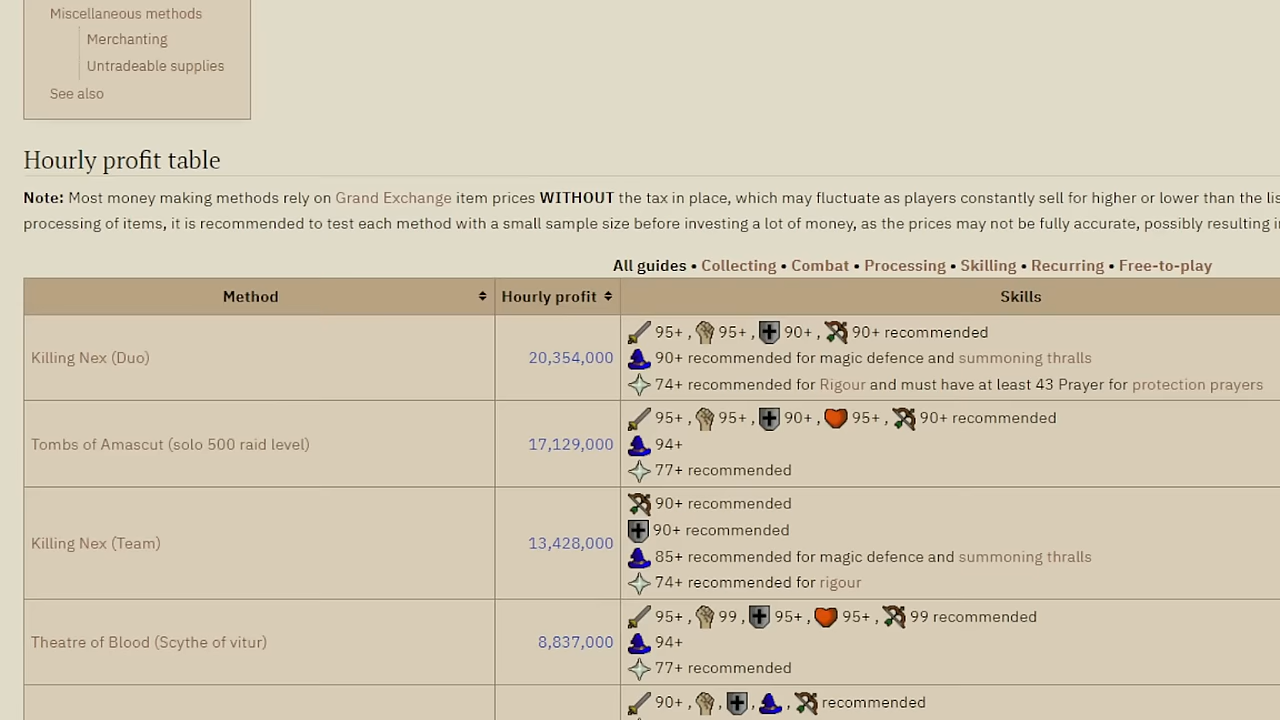 Miscellaneous methods
Merchanting
Untradeable supplies
See also
Hourly profit table
Note: Most money making methods rely on Grand Exchange item prices WITHOUT the tax in place, which may fluctuate as players constantly sell for higher or lower than the
processing of items, it is recommended to test each method with a small sample size before investing a lot of money, as the prices may not be fully accurate, possibly resulting
All guides • Collecting • Combat • Processing • Skilling • Recurring • Free-to-play
Method Hourly profit Skills
Killing Nex (Duo) 20,354,000
95+ , 95+ , 90+ , 90+ recommended
90+ recommended for magic defence and summoning thralls
74+ recommended for Rigour and must have at least 43 Prayer for protection prayers
Tombs of Amascut (solo 500 raid level) 17,129,000
95+ , 95+ , 90+ , 95+ , 90+ recommended
94+
77+ recommended
Killing Nex (Team) 13,428,000
90+ recommended
90+ recommended
85+ recommended for magic defence and summoning thralls
74+ recommended for rigour
Theatre of Blood (Scythe of vitur) 8,837,000
95+ , 99 , 95+ , 95+ , 99 recommended
94+
77+ recommended
90+ , , , , recommended